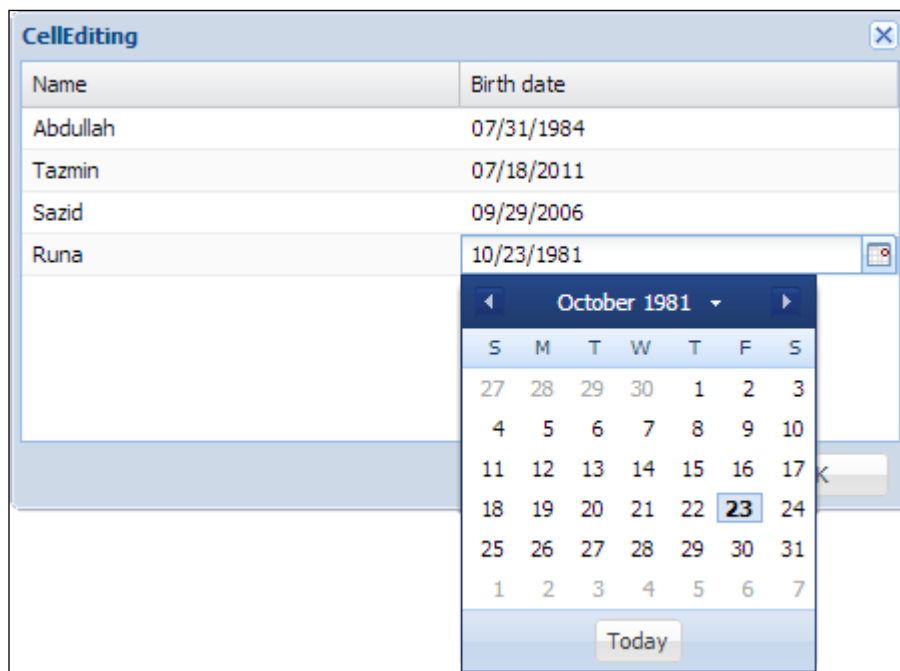 CellEditing
Name Birth date
Abdullah 07/31/1984
Tazmin 07/18/2011
Sazid 09/29/2006
Runa 10/23/1981
October 1981
S M T W T F S
27 28 29 30 1 2 3
4 5 6 7 8 9 10
11 12 13 14 15 16 17
K
18 19 20 21 22 23 24
25 26 27 28 29 30 31
1 2 3 4 5 6 7
Today